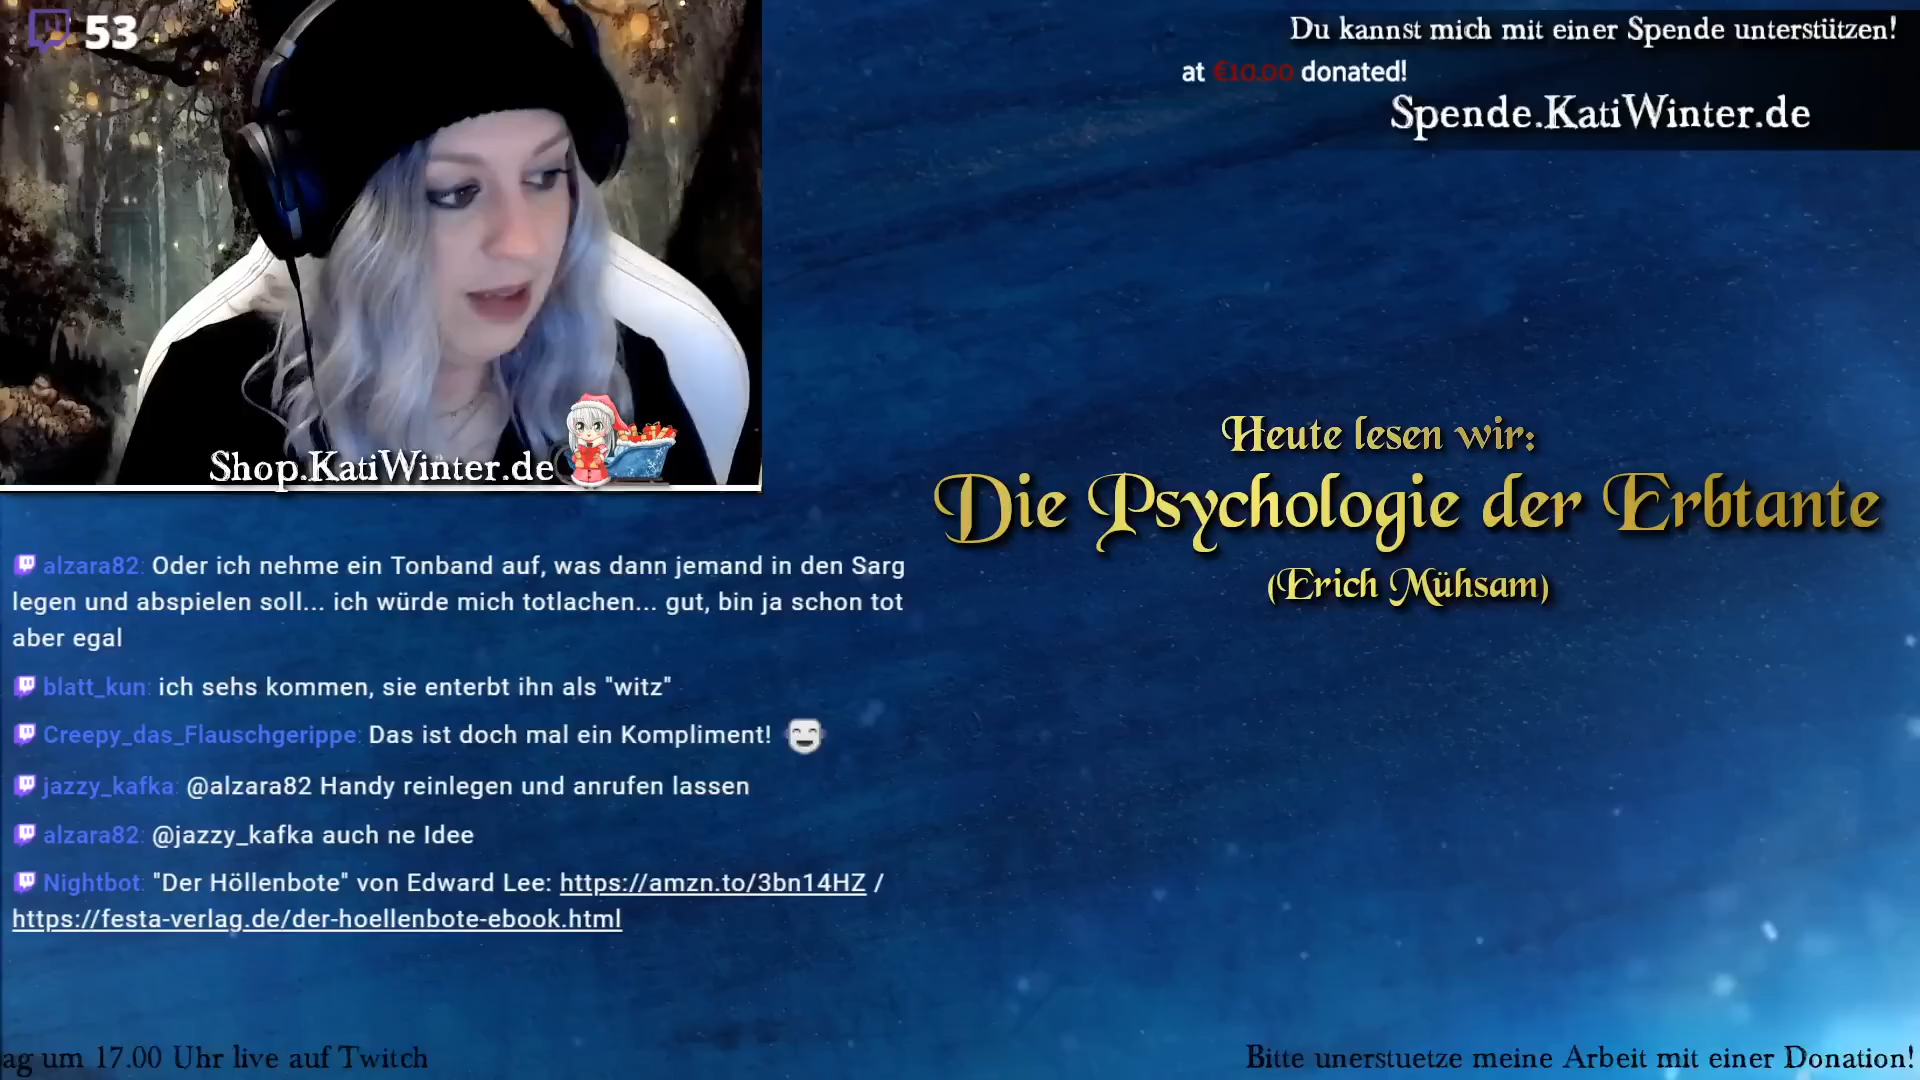 53
Du kannst mich mit einer Spende unterstützen!
at €10.00 donated!
Spende.KatiWinter.de
Shop.KatiWinter.de
Heute lesen wir:
Die Psychologie der Erbtante
(Erich Mühsam)
alzara82: Oder ich nehme ein Tonband auf, was dann jemand in den Sarg
legen und abspielen soll... ich würde mich totlachen... gut, bin ja schon tot
aber egal
blatt_kun: ich sehs kommen, sie enterbt ihn als "witz"
Creepy_das_Flauschgerippe: Das ist doch mal ein Kompliment!
jazzy_kafka: @alzara82 Handy reinlegen und anrufen lassen
alzara82: @jazzy_kafka auch ne Idee
Nightbot: "Der Höllenbote" von Edward Lee: https://amzn.to/3bn14HZ /
https://festa-verlag.de/der-hoellenbote-ebook.html
ag um 17.00 Uhr live auf Twitch
Bitte unerstuetze meine Arbeit mit einer Donation!